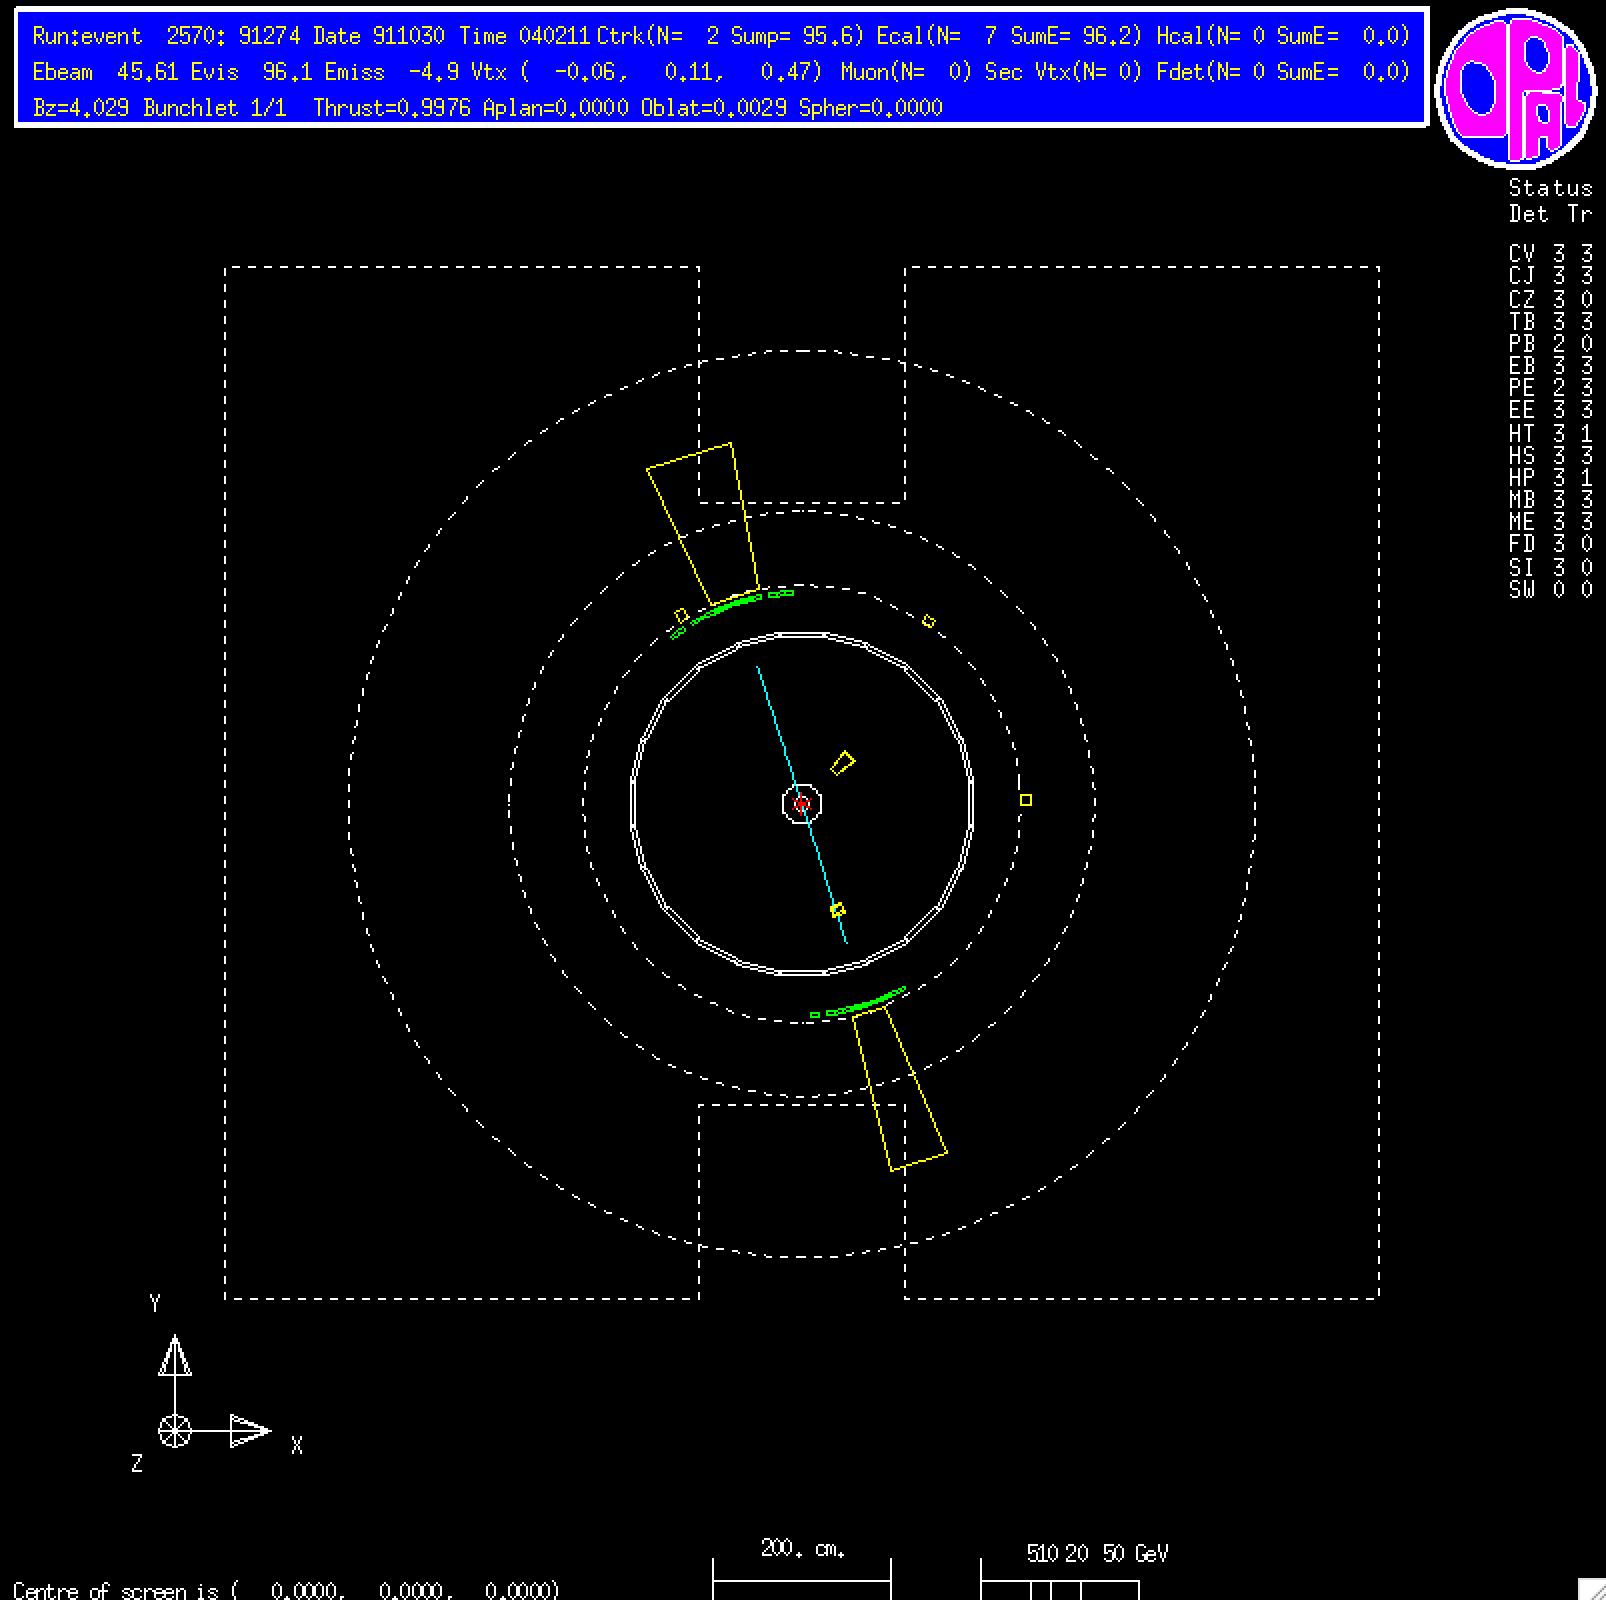 Run:event 2570: 91274 Date 911030 Time 040211 Ctrk(N= 2 Sump= 95.6) Ecal(N= 7 SumE= 96.2) Hcal(N= 0 SumE= 0.0)
Ebeam 45.61 Evis 96.1 Emiss -4.9 Vtx ( -0.06, 0.11, 0.47) Muon(N= 0) Sec Vtx(N= 0) Fdet(N= 0 SumE= 0.0)
Bz=4.029 Bunchlet 1/1 Thrust=0.9976 Aplan=0.0000 Oblat=0.0029 Spher=0.0000
OPAL
Status
Det Tr
CV 3 3
CJ 3 3
CZ 3 0
TB 3 3
PB 2 0
EB 3 3
PE 2 3
EE 3 3
HT 3 1
HS 3 3
HP 3 1
MB 3 3
ME 3 3
FD 3 0
SI 3 0
SW 0 0
Y
X
Z
200. cm.
5 10 20 50 GeV
Centre of screen is ( 0.0000, 0.0000, 0.0000)